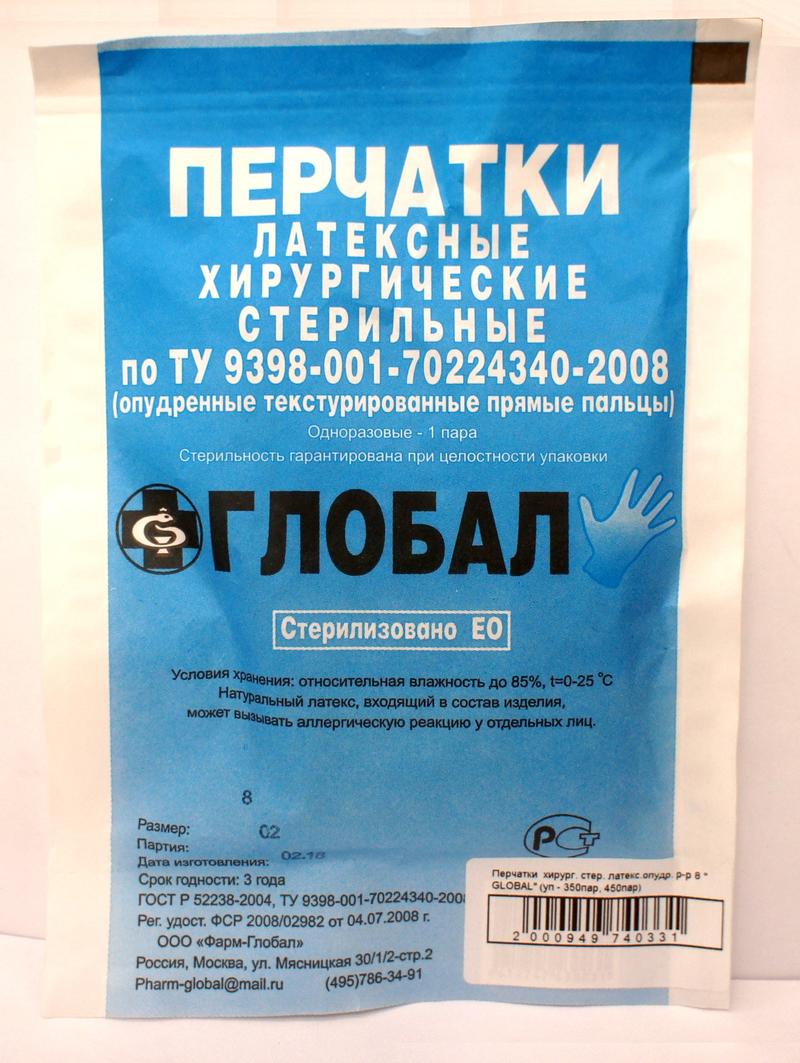 ПЕРЧАТКИ
ЛАТЕКСНЫЕ
ХИРУРГИЧЕСКИЕ
СТЕРИЛЬНЫЕ
по ТУ 9398-001-70224340-2008
(опудренные текстурированные прямые пальцы)
Одноразовые - 1 пара
Стерильность гарантирована при целостности упаковки
ГЛОБАЛ
Стерилизовано ЕО
Условия хранения: относительная влажность до 85%, t=0-25 °C
Натуральный латекс, входящий в состав изделия,
может вызывать аллергическую реакцию у отдельных лиц.
8
Размер:
02
Партия:
Дата изготовления:
Срок годности: 3 года
ГОСТ Р 52238-2004, ТУ 9398-001-70224340-2008
Рег. удост. ФСР 2008/02982 от 04.07.2008 г.
ООО «Фарм-Глобал»
Россия, Москва, ул. Мясницкая 30/1/2-стр.2
Pharm-global@mail.ru (495)786-34-91
РСТ
Перчатки хирург. стер. латекс.опудр. р-р 8 "
GLOBAL" (уп - 350пар, 450пар)
2 000949 740331